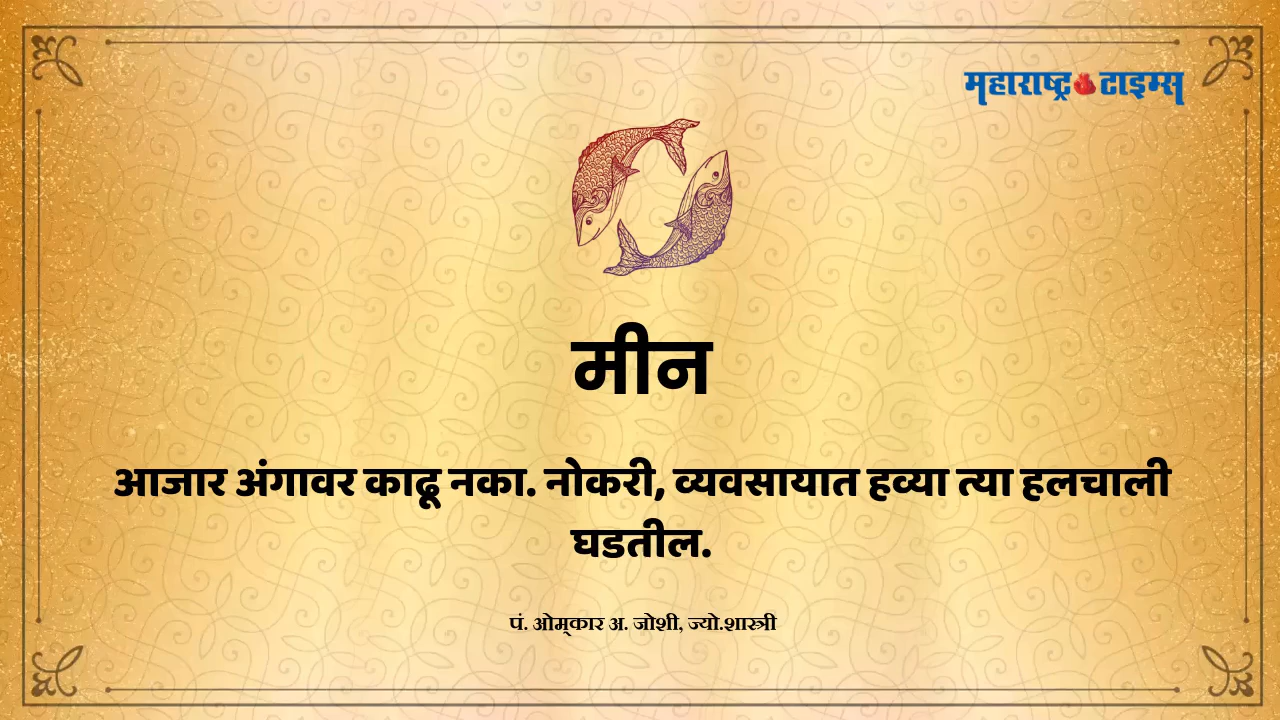 महाराष्ट्र टाइम्स
मीन
आजार अंगावर काढू नका. नोकरी, व्यवसायात हव्या त्या हलचाली
घडतील.
पं. ओम्‌कार अ. जोशी, ज्यो.शास्त्री